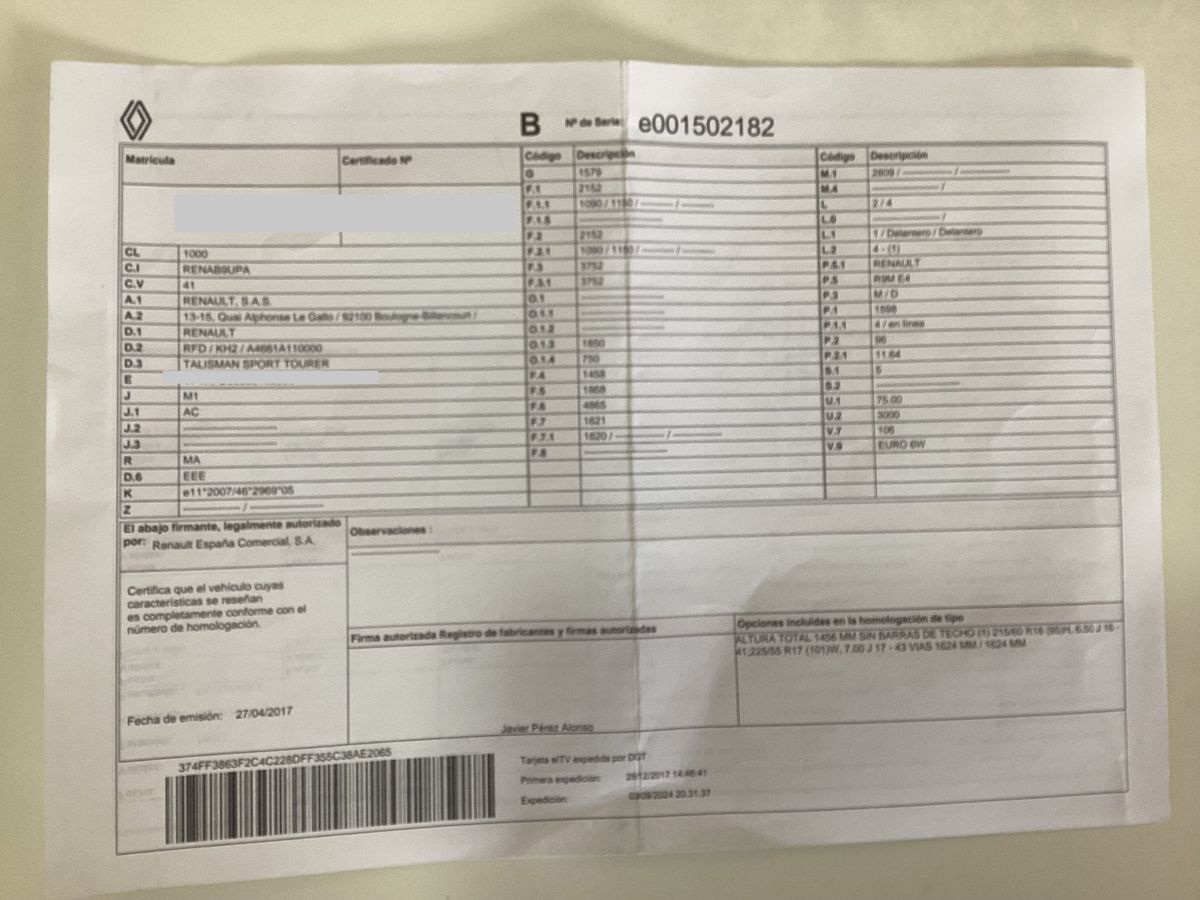 B Nº de Serie: e001502182
Matrícula Certificado Nº
CL 1000
C.I RENAB9UPA
C.V 41
A.1 RENAULT, S.A.S.
A.2 13-15, Quai Alphonse Le Gallo / 92100 Boulogne-Billancourt /
D.1 RENAULT
D.2 RFD / KH2 / A4661A110000
D.3 TALISMAN SPORT TOURER
E
J M1
J.1 AC
J.2 --------------------
J.3 --------------------
R MA
D.6 EEE
K e11*2007/46*2969*05
Z ------------ / ---------------
Código Descripción
G 1579
F.1 2152
F.1.1 1090 / 1180 / ------- / -------
F.1.5 --------------------
F.2 2152
F.2.1 1090 / 1180 / ------- / -------
F.3 3752
F.3.1 3752
O.1 --------------------
O.1.1 --------------------
O.1.2 --------------------
O.1.3 1850
O.1.4 750
F.4 1456
F.5 1868
F.6 4865
F.7 1621
F.7.1 1620 / ---------- / ----------
F.8 --------------------
Código Descripción
M.1 2809 / ---------- / ----------
M.4 --------------- /
L 2 / 4
L.0 --------------- /
L.1 1 / Delantero / Delantero
L.2 4 - (1)
P.5.1 RENAULT
P.5 R9M E4
P.3 M / D
P.1 1598
P.1.1 4 / en línea
P.2 96
P.2.1 11.64
S.1 5
S.2 --------------------
U.1 75.00
U.2 3000
V.7 106
V.9 EURO 6W
El abajo firmante, legalmente autorizado
por: Renault España Comercial, S.A.
Certifica que el vehículo cuyas
características se reseñan
es completamente conforme con el
número de homologación.
Fecha de emisión: 27/04/2017
Observaciones :
--------------------
Firma autorizada Registro de fabricantes y firmas autorizadas
Javier Pérez Alonso
Opciones incluidas en la homologación de tipo
ALTURA TOTAL 1456 MM SIN BARRAS DE TECHO (1) 215/60 R16 (95)H, 6.50 J 16 -
41;225/55 R17 (101)W, 7.00 J 17 - 43 VIAS 1624 MM / 1624 MM
374FF3863F2C4C228DFF355C38AE2065
Tarjeta eITV expedida por DGT
Primera expedición: 28/12/2017 14:46:41
Expedición: 03/09/2024 20:31:37